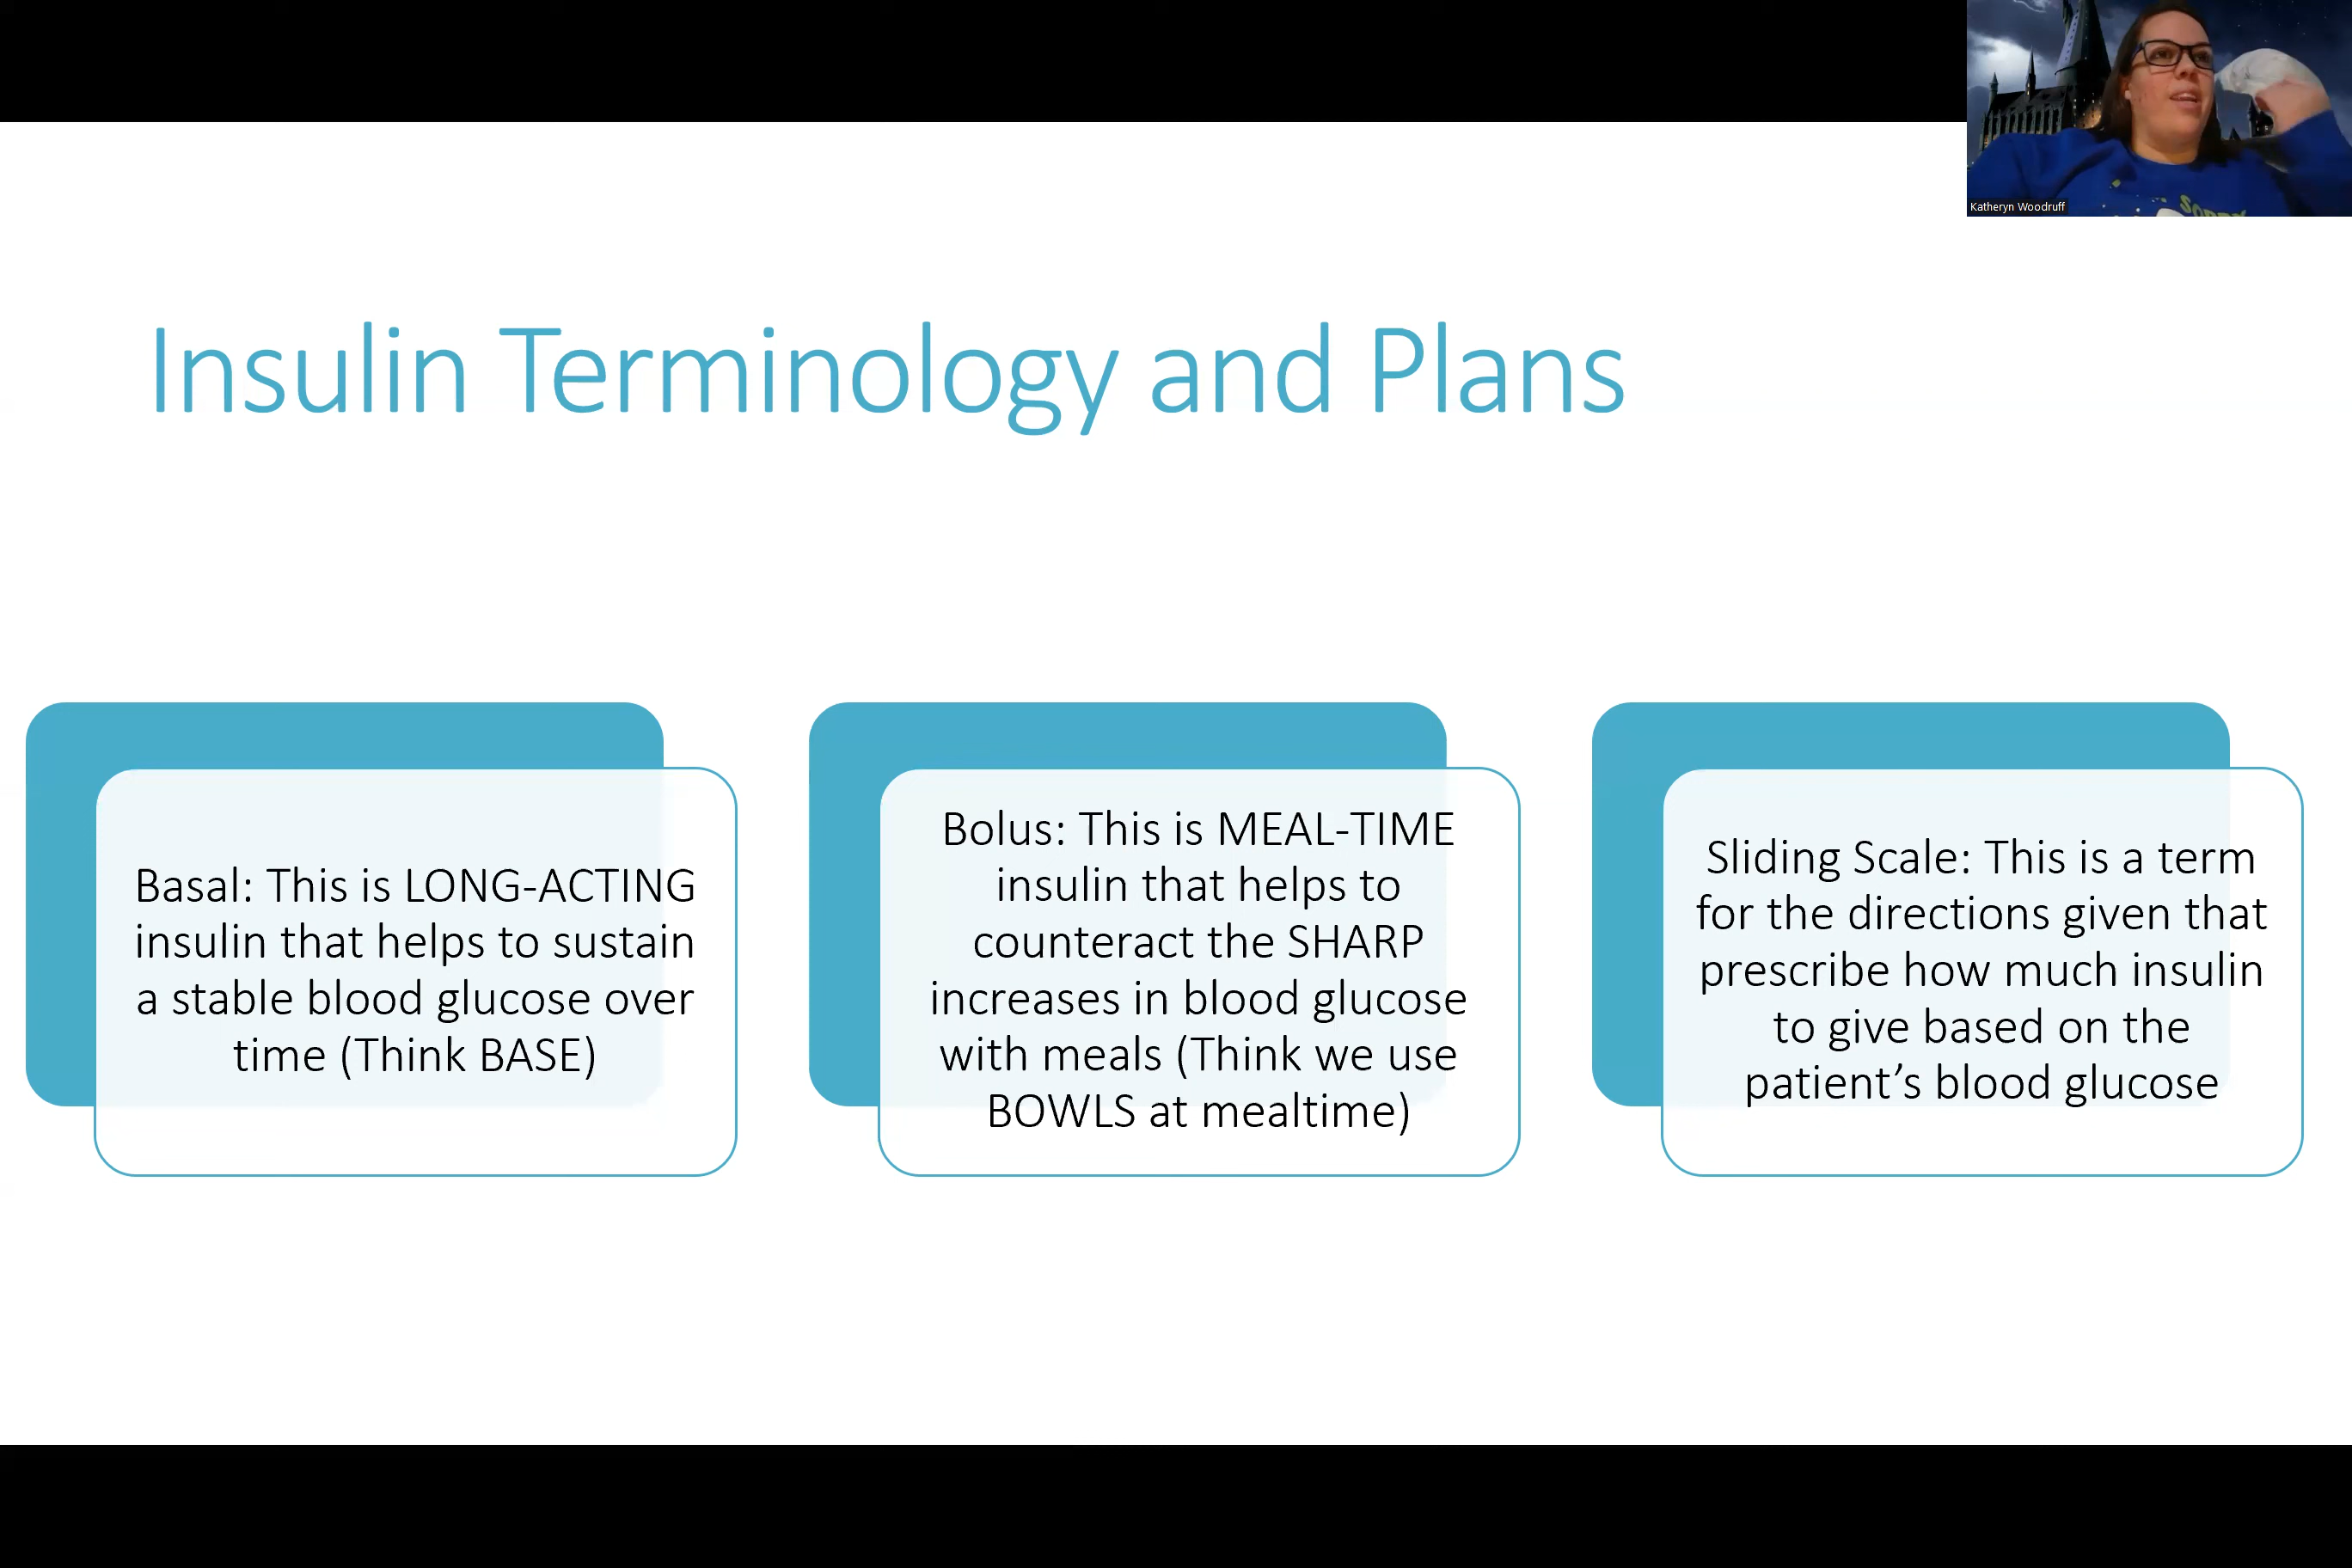 Katheryn Woodruff
Insulin Terminology and Plans
Basal: This is LONG-ACTING
insulin that helps to sustain
a stable blood glucose over
time (Think BASE)
Bolus: This is MEAL-TIME
insulin that helps to
counteract the SHARP
increases in blood glucose
with meals (Think we use
BOWLS at mealtime)
Sliding Scale: This is a term
for the directions given that
prescribe how much insulin
to give based on the
patient’s blood glucose